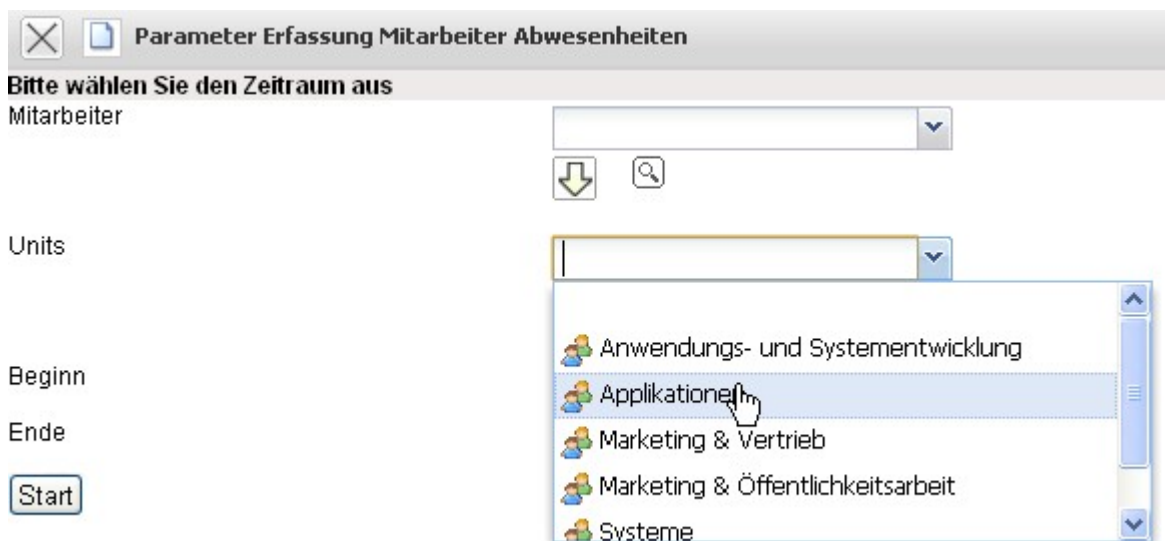 Parameter Erfassung Mitarbeiter Abwesenheiten
Bitte wählen Sie den Zeitraum aus
Mitarbeiter
Units
Anwendungs- und Systementwicklung
Beginn
Applikationen
Ende
Marketing & Vertrieb
Start
Marketing & Öffentlichkeitsarbeit
Systeme